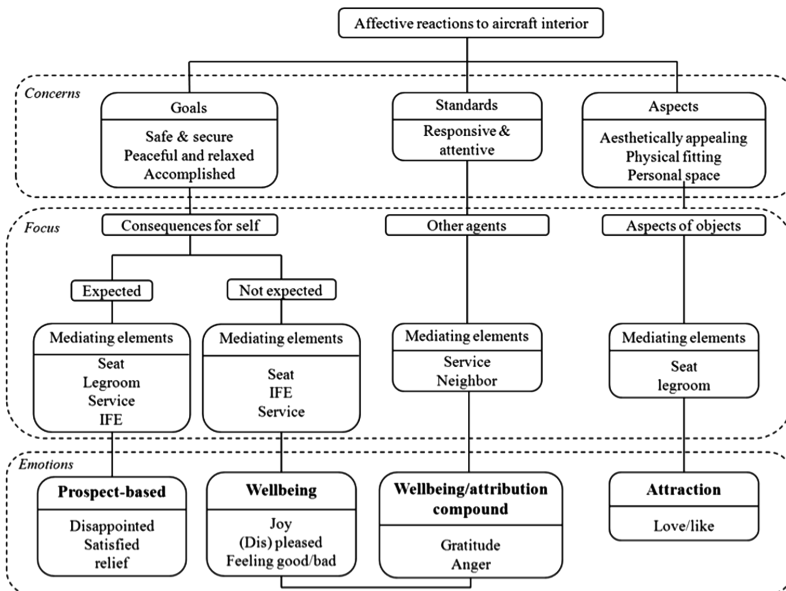 Affective reactions to aircraft interior
Concerns
Goals
Safe & secure
Peaceful and relaxed
Accomplished
Standards
Responsive &
attentive
Aspects
Aesthetically appealing
Physical fitting
Personal space
Focus
Consequences for self
Other agents
Aspects of objects
Expected
Not expected
Mediating elements
Seat
Legroom
Service
IFE
Mediating elements
Seat
IFE
Service
Mediating elements
Service
Neighbor
Mediating elements
Seat
legroom
Emotions
Prospect-based
Disappointed
Satisfied
relief
Wellbeing
Joy
(Dis) pleased
Feeling good/bad
Wellbeing/attribution
compound
Gratitude
Anger
Attraction
Love/like